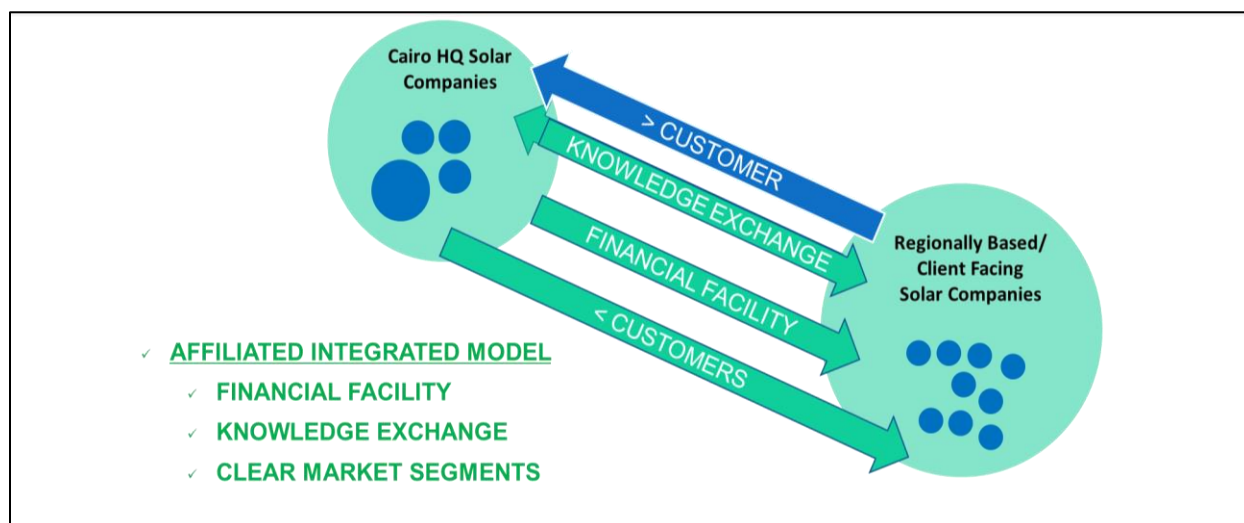 Cairo HQ Solar
Companies
> CUSTOMER
KNOWLEDGE EXCHANGE
FINANCIAL FACILITY
< CUSTOMERS
Regionally Based/
Client Facing
Solar Companies
✓ AFFILIATED INTEGRATED MODEL
✓ FINANCIAL FACILITY
✓ KNOWLEDGE EXCHANGE
✓ CLEAR MARKET SEGMENTS